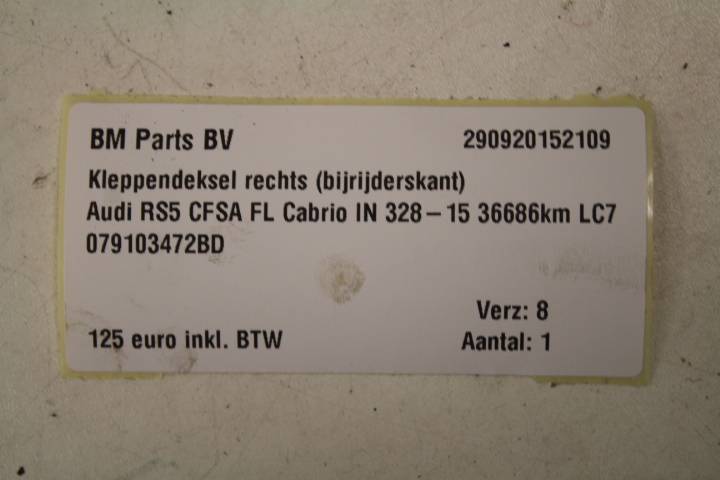 BM Parts BV 290920152109
Kleppendeksel rechts (bijrijderskant)
Audi RS5 CFSA FL Cabrio IN 328-15 36686km LC7
079103472BD
Verz: 8
125 euro inkl. BTW Aantal: 1